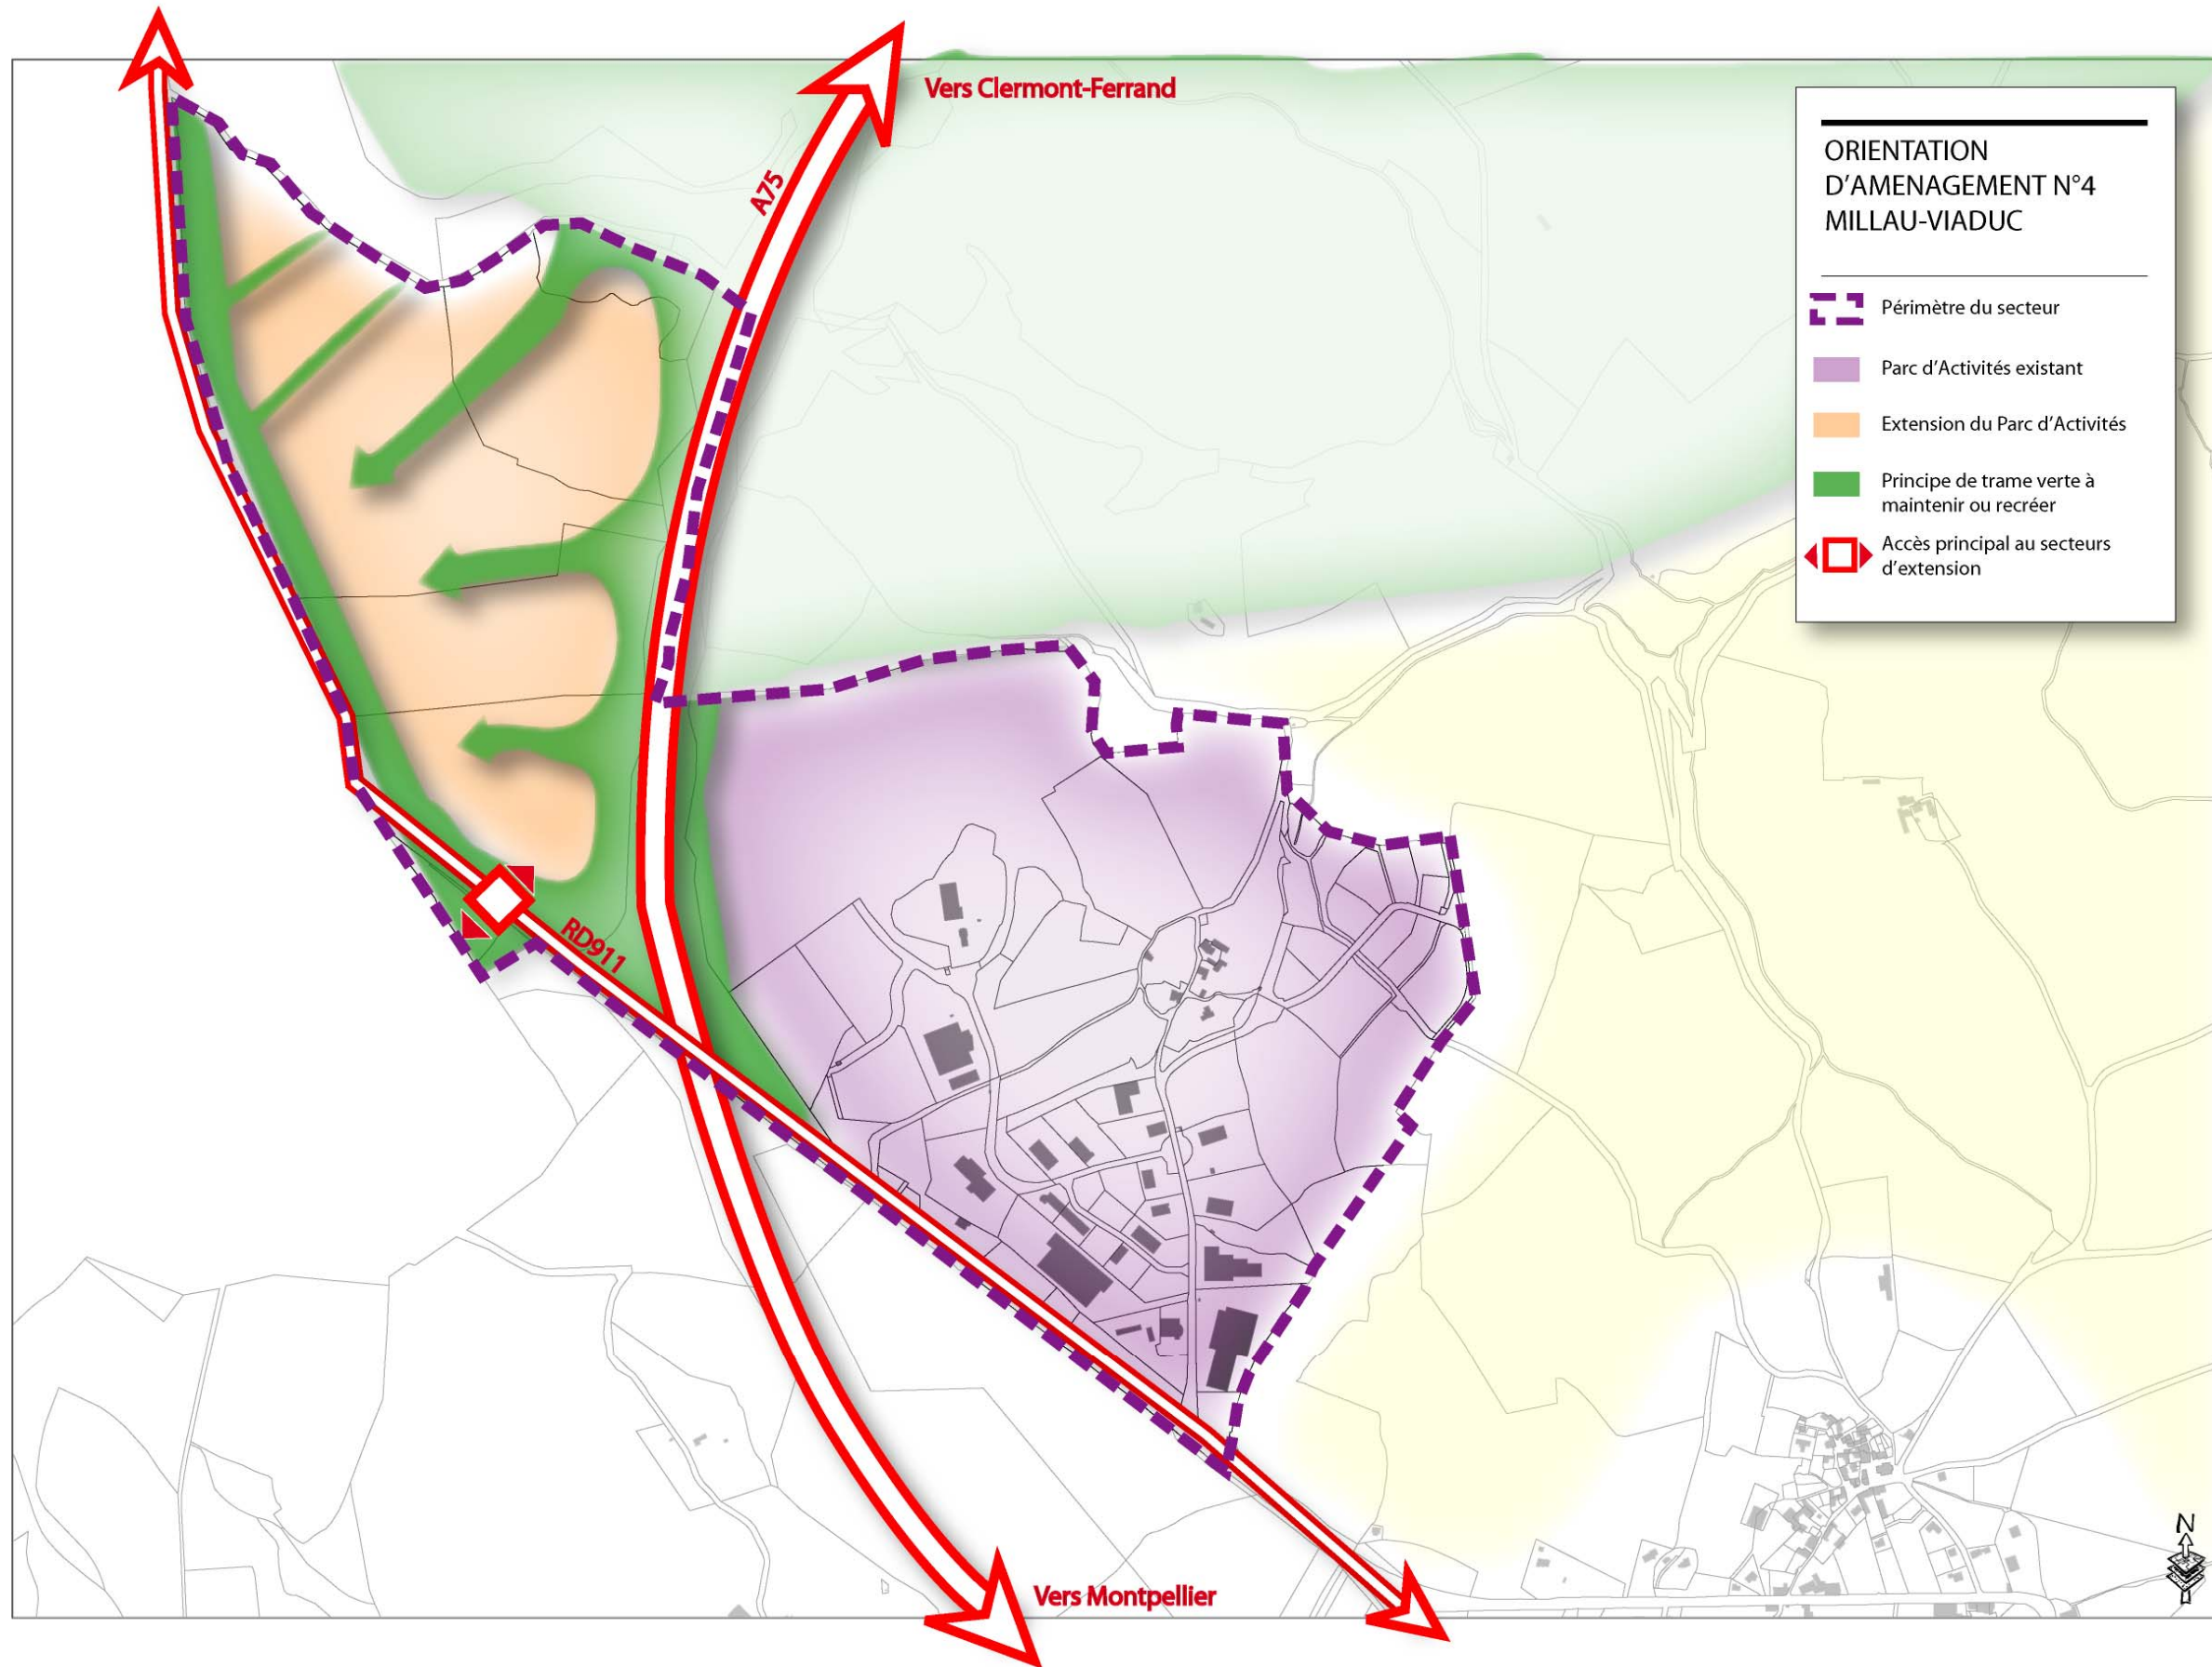 Vers Clermont-Ferrand
A75
RD911
Vers Montpellier
ORIENTATION
D'AMENAGEMENT N°4
MILLAU-VIADUC
Périmètre du secteur
Parc d'Activités existant
Extension du Parc d'Activités
Principe de trame verte à
maintenir ou recréer
Accès principal au secteurs
d'extension
N